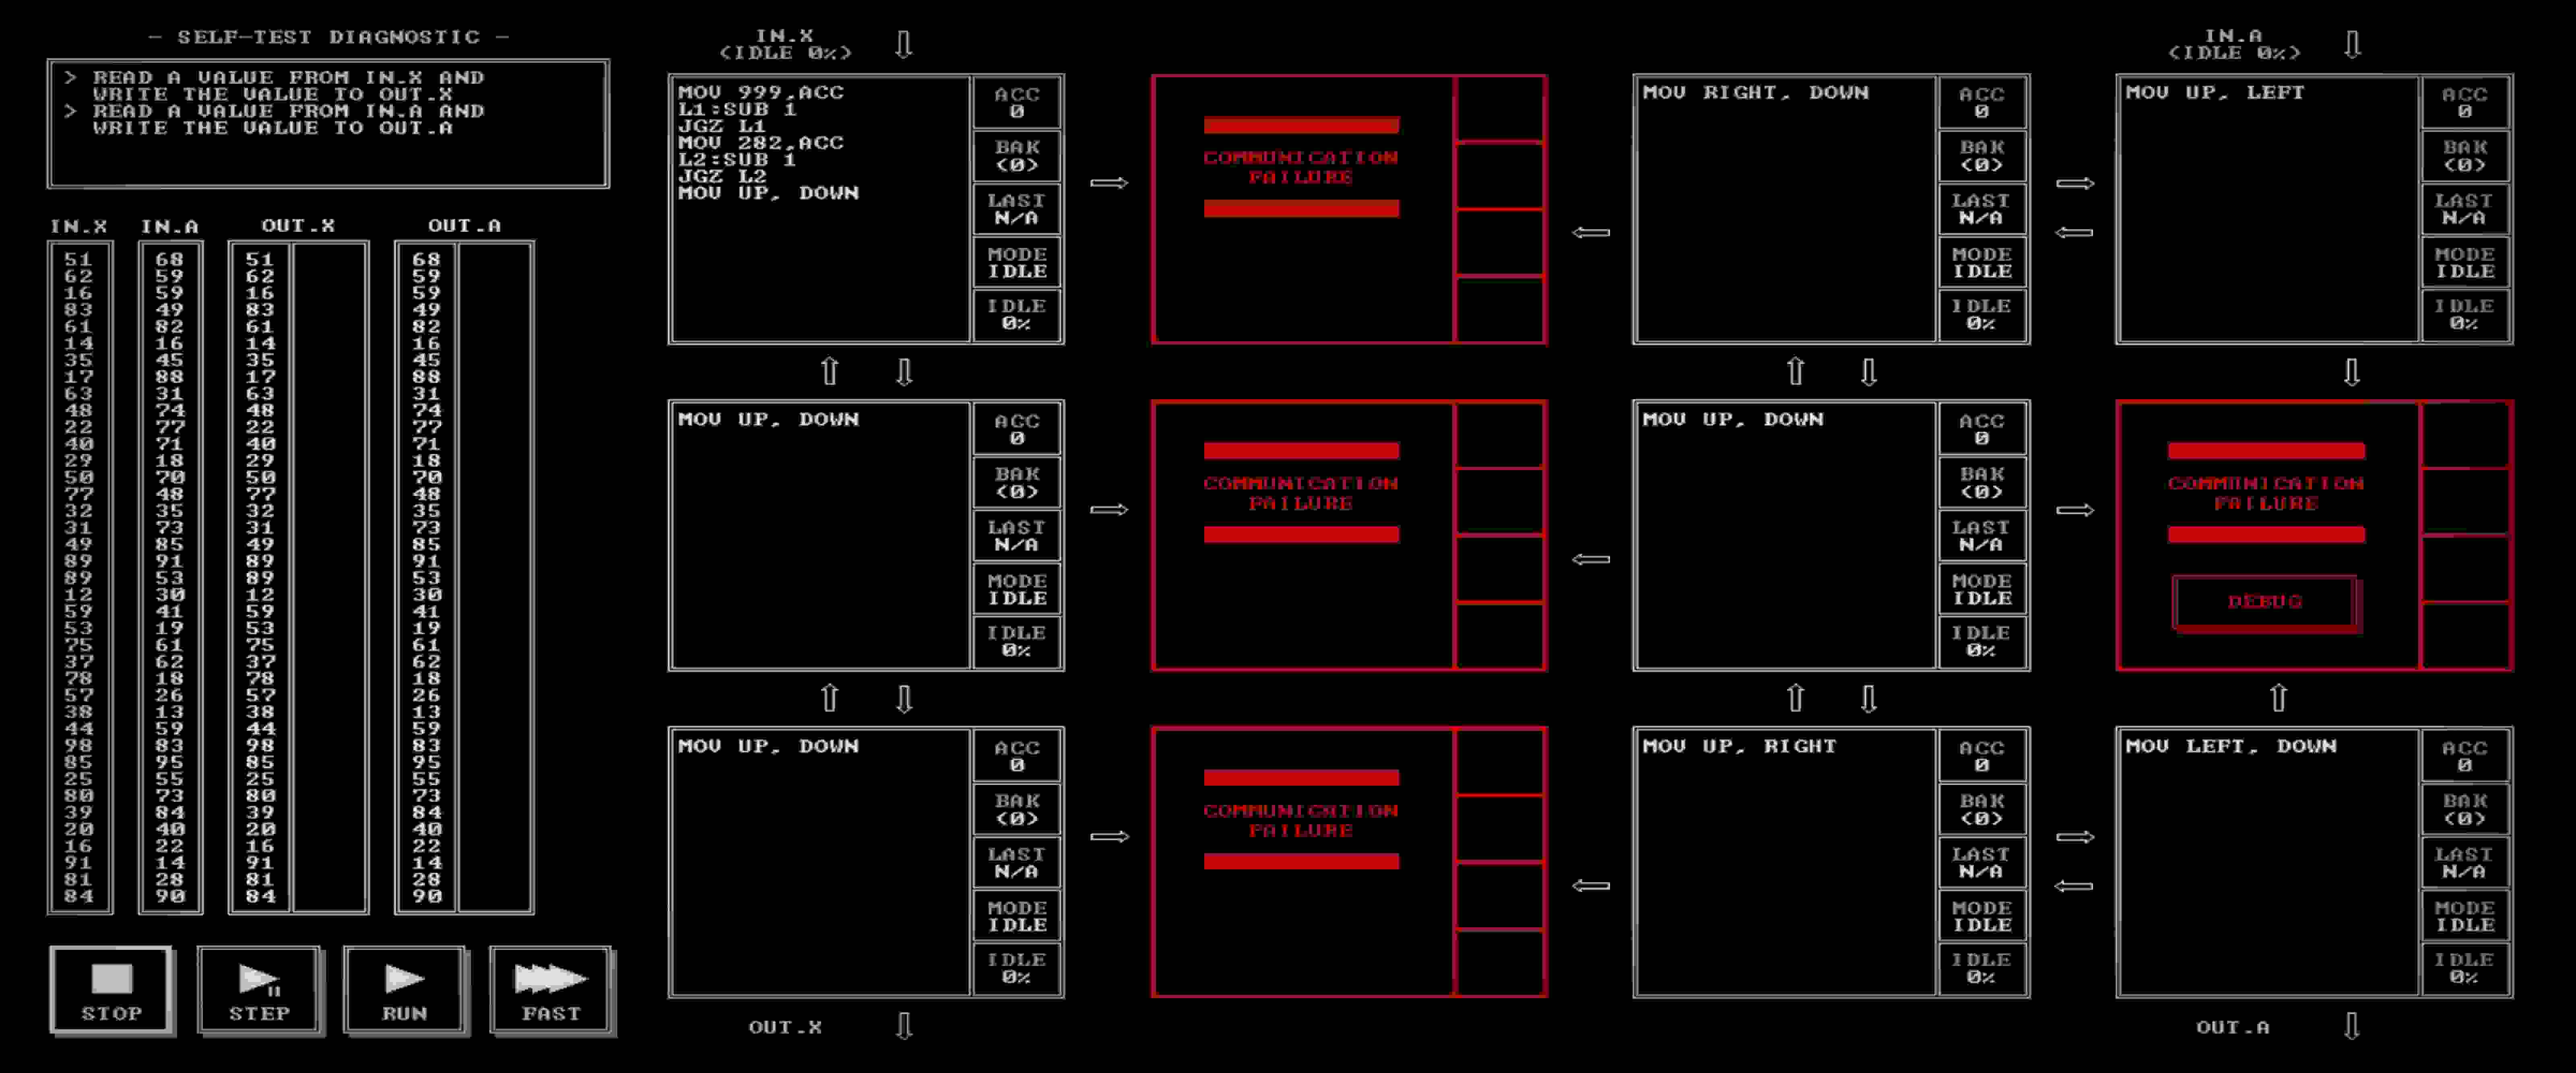 - SELF-TEST DIAGNOSTIC -
> READ A VALUE FROM IN.X AND
WRITE THE VALUE TO OUT.X
> READ A VALUE FROM IN.A AND
WRITE THE VALUE TO OUT.A
IN.X IN.A OUT.X OUT.A
51 68 51 68
62 59 62 59
16 59 16 59
83 49 83 49
61 82 61 82
14 16 14 16
35 45 35 45
17 88 17 88
63 31 63 31
48 74 48 74
22 77 22 77
40 71 40 71
29 18 29 18
50 70 50 70
77 48 77 48
32 35 32 35
31 73 31 73
49 85 49 85
89 91 89 91
89 53 89 53
12 30 12 30
59 41 59 41
53 19 53 19
75 61 75 61
37 62 37 62
78 18 78 18
57 26 57 26
38 13 38 13
44 59 44 59
98 83 98 83
85 95 85 95
25 55 25 55
80 73 80 73
39 84 39 84
20 40 20 40
16 22 16 22
91 14 91 14
81 28 81 28
84 90 84 90
STOP
STEP
RUN
FAST
IN.X
(IDLE 0%)
MOV 999,ACC
L1:SUB 1
JGZ L1
MOV 282,ACC
L2:SUB 1
JGZ L2
MOV UP, DOWN
ACC
0
BAK
(0)
LAST
N/A
MODE
IDLE
IDLE
0%
COMMUNICATION
FAILURE
MOV RIGHT, DOWN
ACC
0
BAK
(0)
LAST
N/A
MODE
IDLE
IDLE
0%
IN.A
(IDLE 0%)
MOV UP, LEFT
ACC
0
BAK
(0)
LAST
N/A
MODE
IDLE
IDLE
0%
MOV UP, DOWN
ACC
0
BAK
(0)
LAST
N/A
MODE
IDLE
IDLE
0%
COMMUNICATION
FAILURE
MOV UP, DOWN
ACC
0
BAK
(0)
LAST
N/A
MODE
IDLE
IDLE
0%
COMMUNICATION
FAILURE
DEBUG
MOV UP, DOWN
ACC
0
BAK
(0)
LAST
N/A
MODE
IDLE
IDLE
0%
COMMUNICATION
FAILURE
MOV UP, RIGHT
ACC
0
BAK
(0)
LAST
N/A
MODE
IDLE
IDLE
0%
MOV LEFT, DOWN
ACC
0
BAK
(0)
LAST
N/A
MODE
IDLE
IDLE
0%
OUT.X
OUT.A